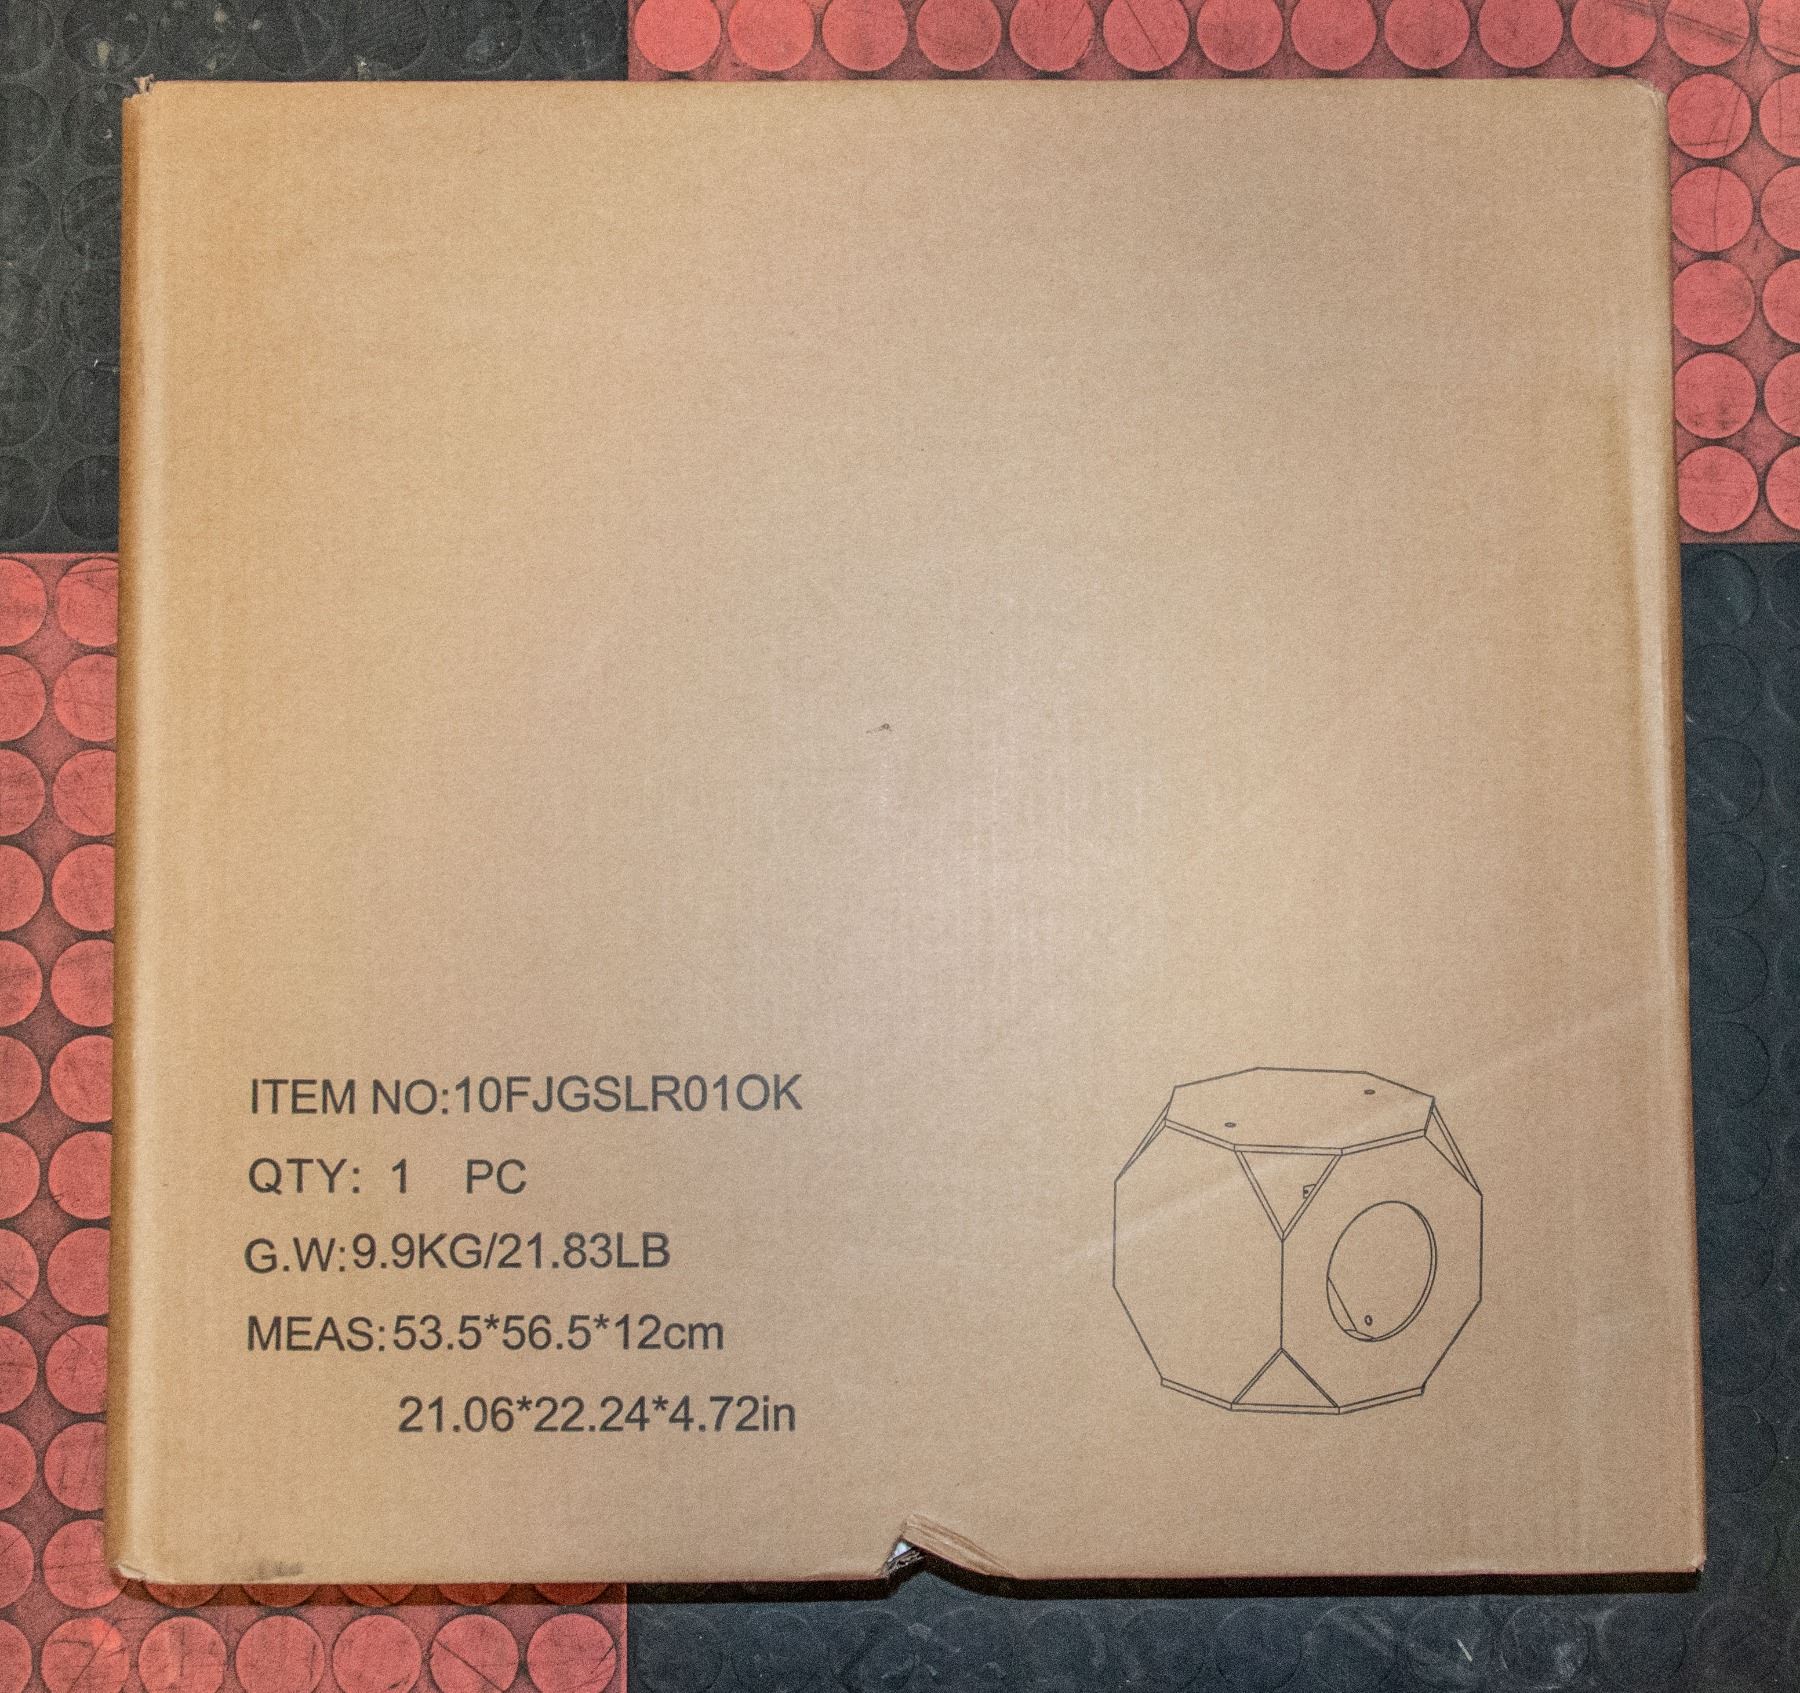 ITEM NO:10FJGSLR01OK
QTY: 1 PC
G.W:9.9KG/21.83LB
MEAS:53.5*56.5*12cm
21.06*22.24*4.72in